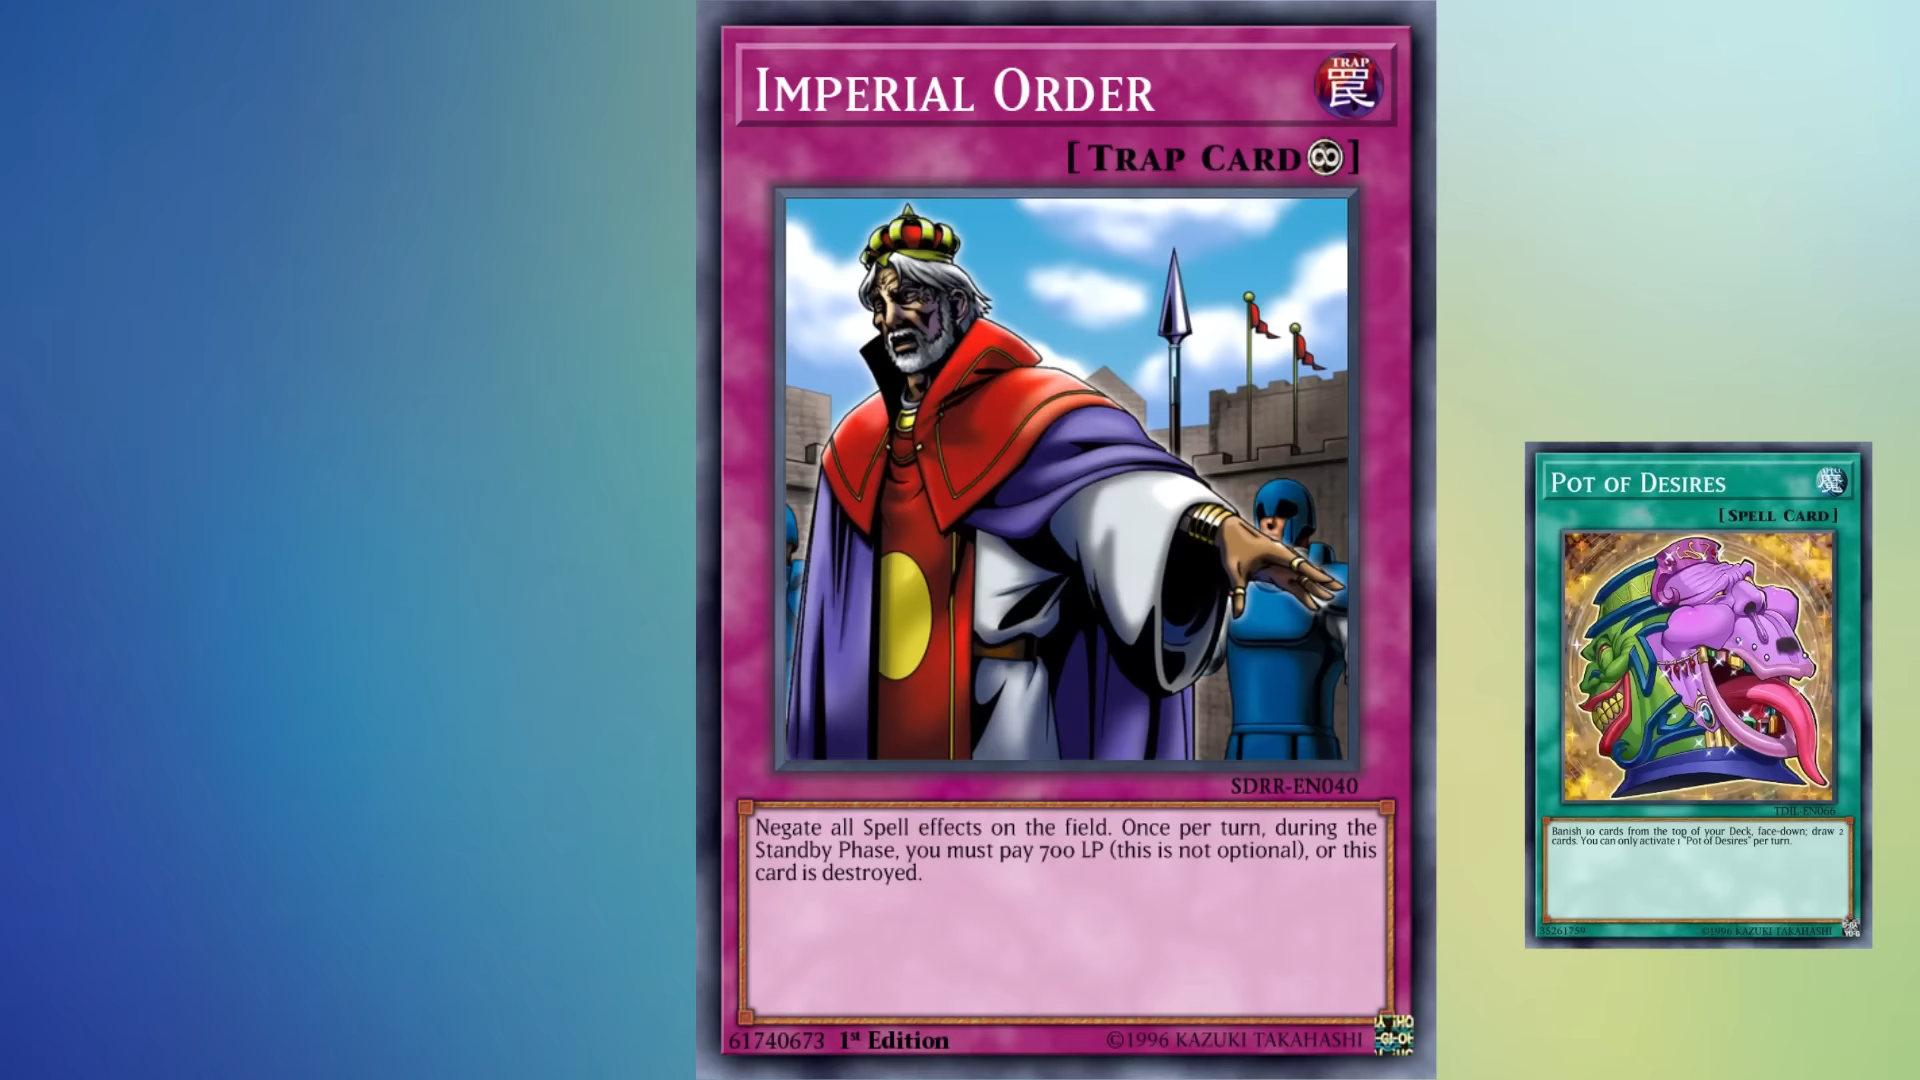 IMPERIAL ORDER
TRAP
罠
[ TRAP CARD ]
SDRR-EN040
Negate all Spell effects on the field. Once per turn, during the
Standby Phase, you must pay 700 LP (this is not optional), or this
card is destroyed.
61740673 1st Edition
©1996 KAZUKI TAKAHASHI
POT OF DESIRES
魔
[ SPELL CARD ]
TDIL-EN066
Banish 10 cards from the top of your Deck, face-down; draw 2
cards. You can only activate 1 "Pot of Desires" per turn.
35261759
©1996 KAZUKI TAKAHASHI